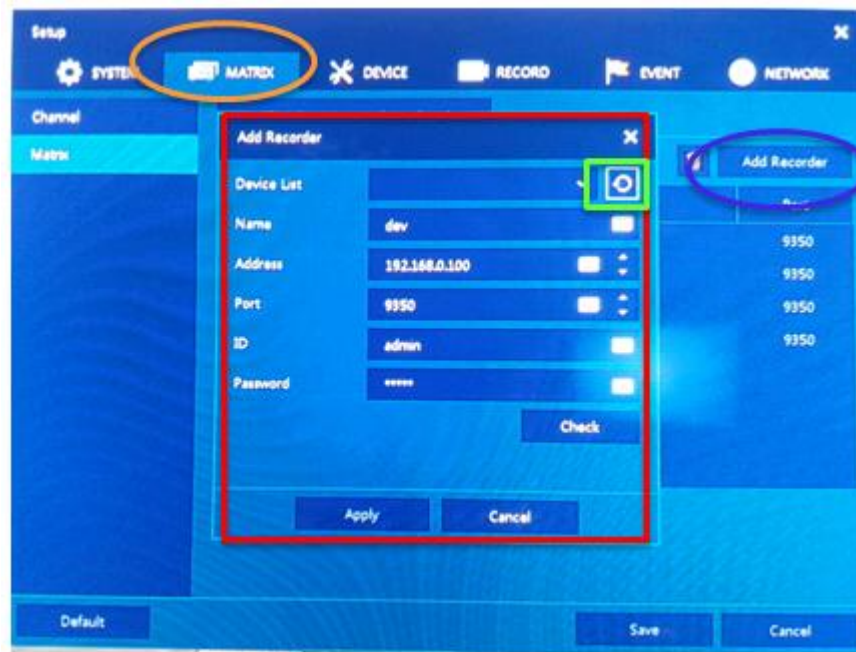 Setup
SYSTEM MATRIX DEVICE RECORD EVENT NETWORK
Channel
Matrix
Add Recorder
Add Recorder
Device List
Name dev
Address 192.168.0.100
Port 9350
ID admin
Password *****
Check
Apply Cancel
9350
9350
9350
9350
Default Save Cancel